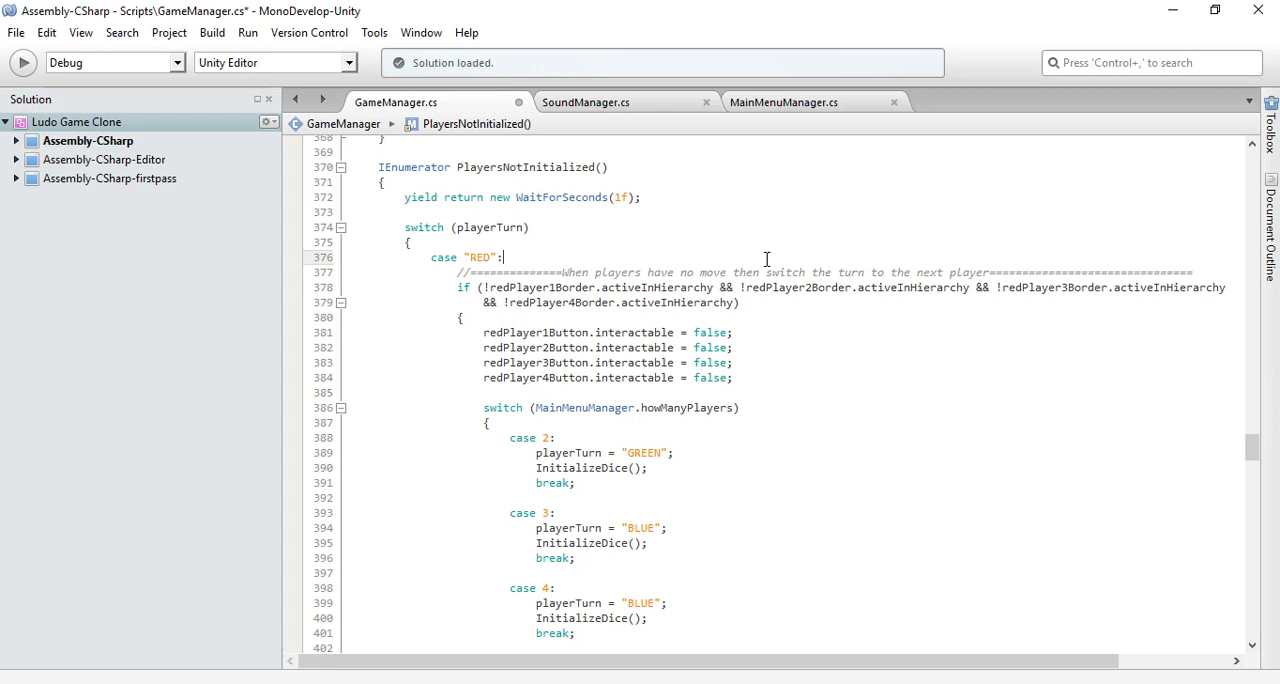 Assembly-CSharp - Scripts\GameManager.cs* - MonoDevelop-Unity
File Edit View Search Project Build Run Version Control Tools Window Help
Debug Unity Editor Solution loaded. Press 'Control+,' to search
Solution GameManager.cs SoundManager.cs MainMenuManager.cs
Ludo Game Clone GameManager PlayersNotInitialized()
Assembly-CSharp
Assembly-CSharp-Editor
Assembly-CSharp-firstpass
Toolbox
Document Outline
368 }
369
370 IEnumerator PlayersNotInitialized()
371 {
372 yield return new WaitForSeconds(1f);
373
374 switch (playerTurn)
375 {
376 case "RED":
377 //==============When players have no move then switch the turn to the next player===============================
378 if (!redPlayer1Border.activeInHierarchy && !redPlayer2Border.activeInHierarchy && !redPlayer3Border.activeInHierarchy
379 && !redPlayer4Border.activeInHierarchy)
380 {
381 redPlayer1Button.interactable = false;
382 redPlayer2Button.interactable = false;
383 redPlayer3Button.interactable = false;
384 redPlayer4Button.interactable = false;
385
386 switch (MainMenuManager.howManyPlayers)
387 {
388 case 2:
389 playerTurn = "GREEN";
390 InitializeDice();
391 break;
392
393 case 3:
394 playerTurn = "BLUE";
395 InitializeDice();
396 break;
397
398 case 4:
399 playerTurn = "BLUE";
400 InitializeDice();
401 break;
402